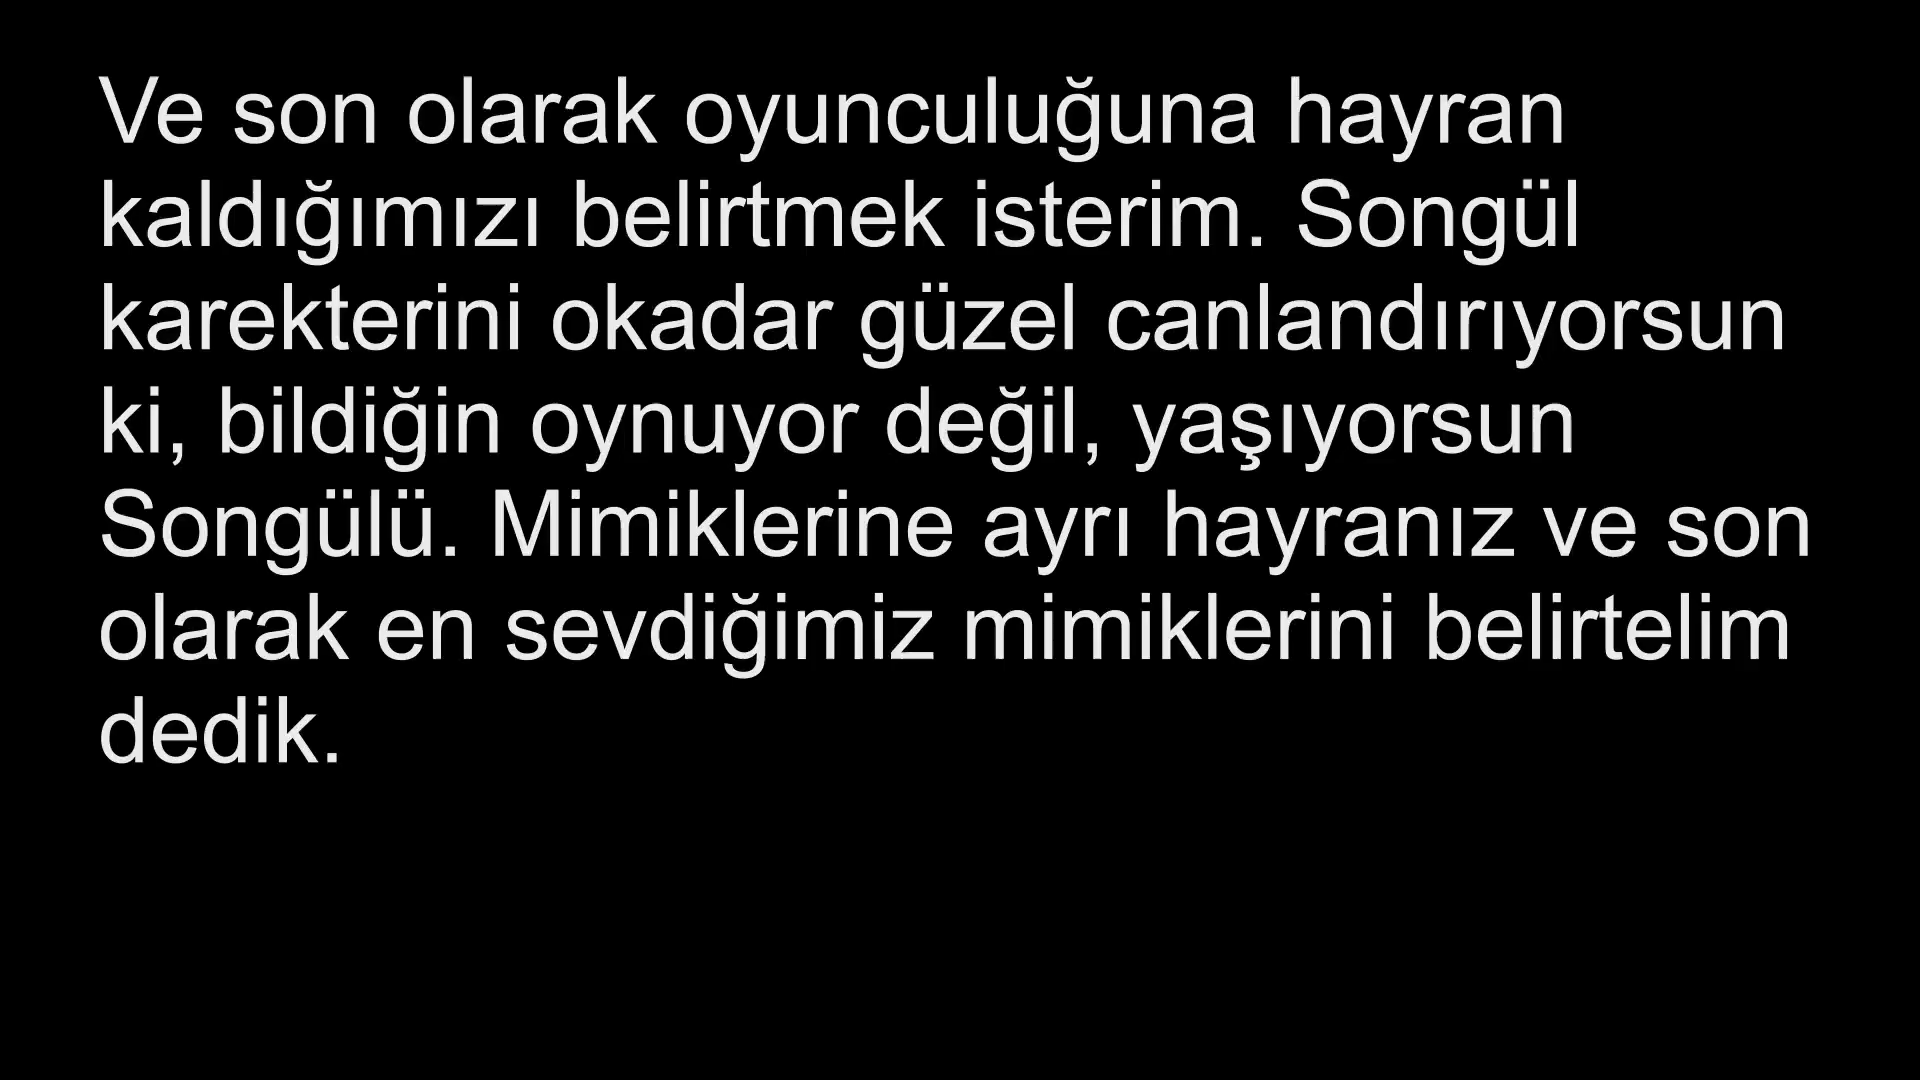 Ve son olarak oyunculuğuna hayran
kaldığımızı belirtmek isterim. Songül
karekterini okadar güzel canlandırıyorsun
ki, bildiğin oynuyor değil, yaşıyorsun
Songülü. Mimiklerine ayrı hayranız ve son
olarak en sevdiğimiz mimiklerini belirtelim
dedik.